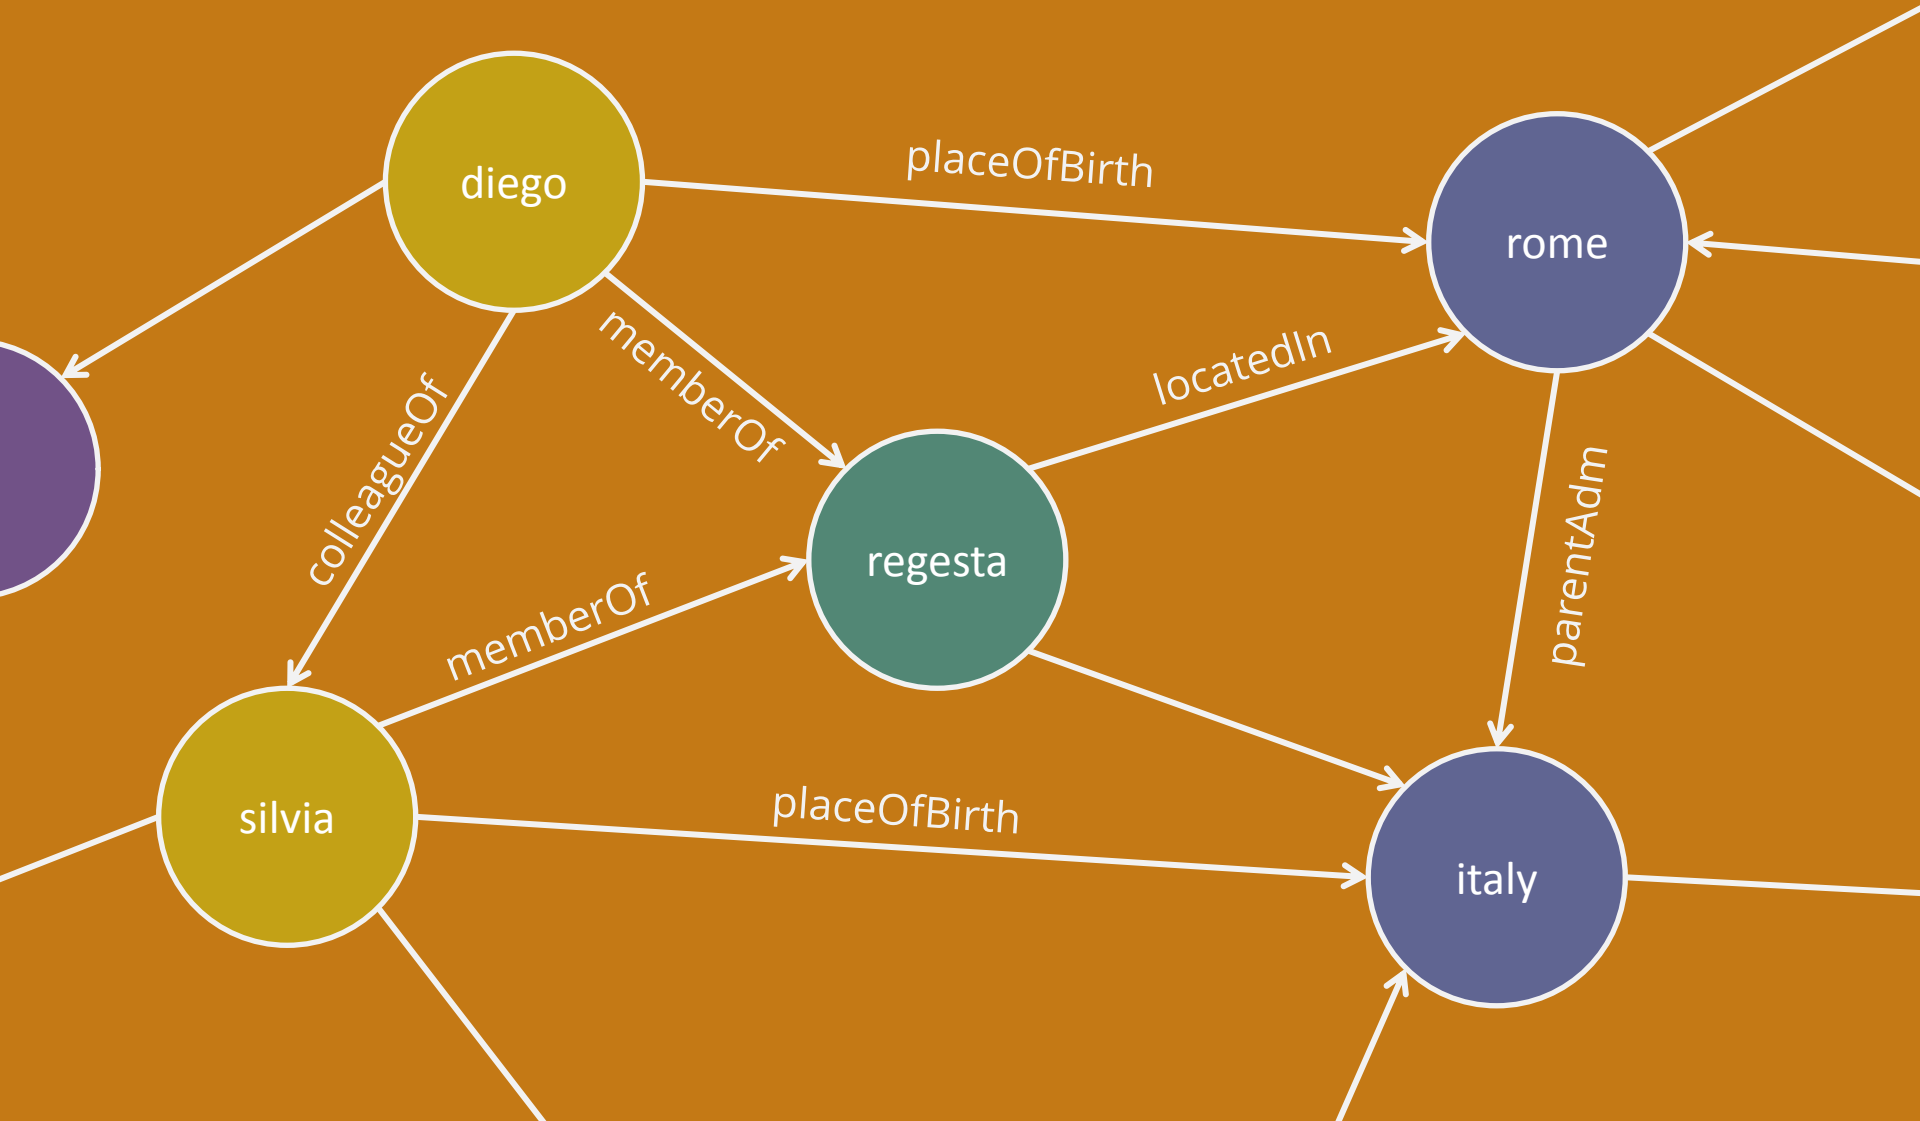 diego
placeOfBirth
rome
memberOf
locatedIn
colleagueOf
parentAdm
regesta
memberOf
silvia
placeOfBirth
italy